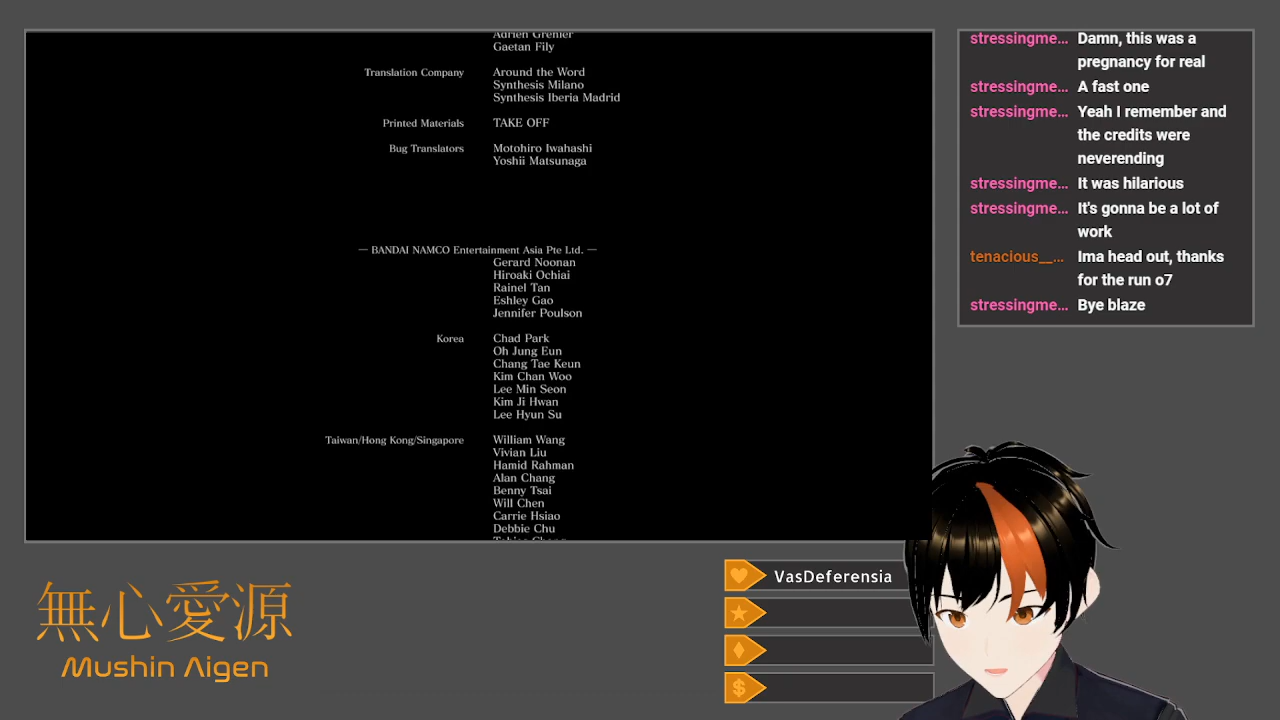 Adrien Grenier
Gaetan Fily
Translation Company Around the Word
Synthesis Milano
Synthesis Iberia Madrid
Printed Materials TAKE OFF
Bug Translators Motohiro Iwahashi
Yoshii Matsunaga
— BANDAI NAMCO Entertainment Asia Pte Ltd. —
Gerard Noonan
Hiroaki Ochiai
Rainel Tan
Eshley Gao
Jennifer Poulson
Korea Chad Park
Oh Jung Eun
Chang Tae Keun
Kim Chan Woo
Lee Min Seon
Kim Ji Hwan
Lee Hyun Su
Taiwan/Hong Kong/Singapore William Wang
Vivian Liu
Hamid Rahman
Alan Chang
Benny Tsai
Will Chen
Carrie Hsiao
Debbie Chu
stressingme... Damn, this was a
pregnancy for real
stressingme... A fast one
stressingme... Yeah I remember and
the credits were
neverending
stressingme... It was hilarious
stressingme... It's gonna be a lot of
work
tenacious__... Ima head out, thanks
for the run o7
stressingme... Bye blaze
無心愛源
Mushin Aigen
VasDeferensia